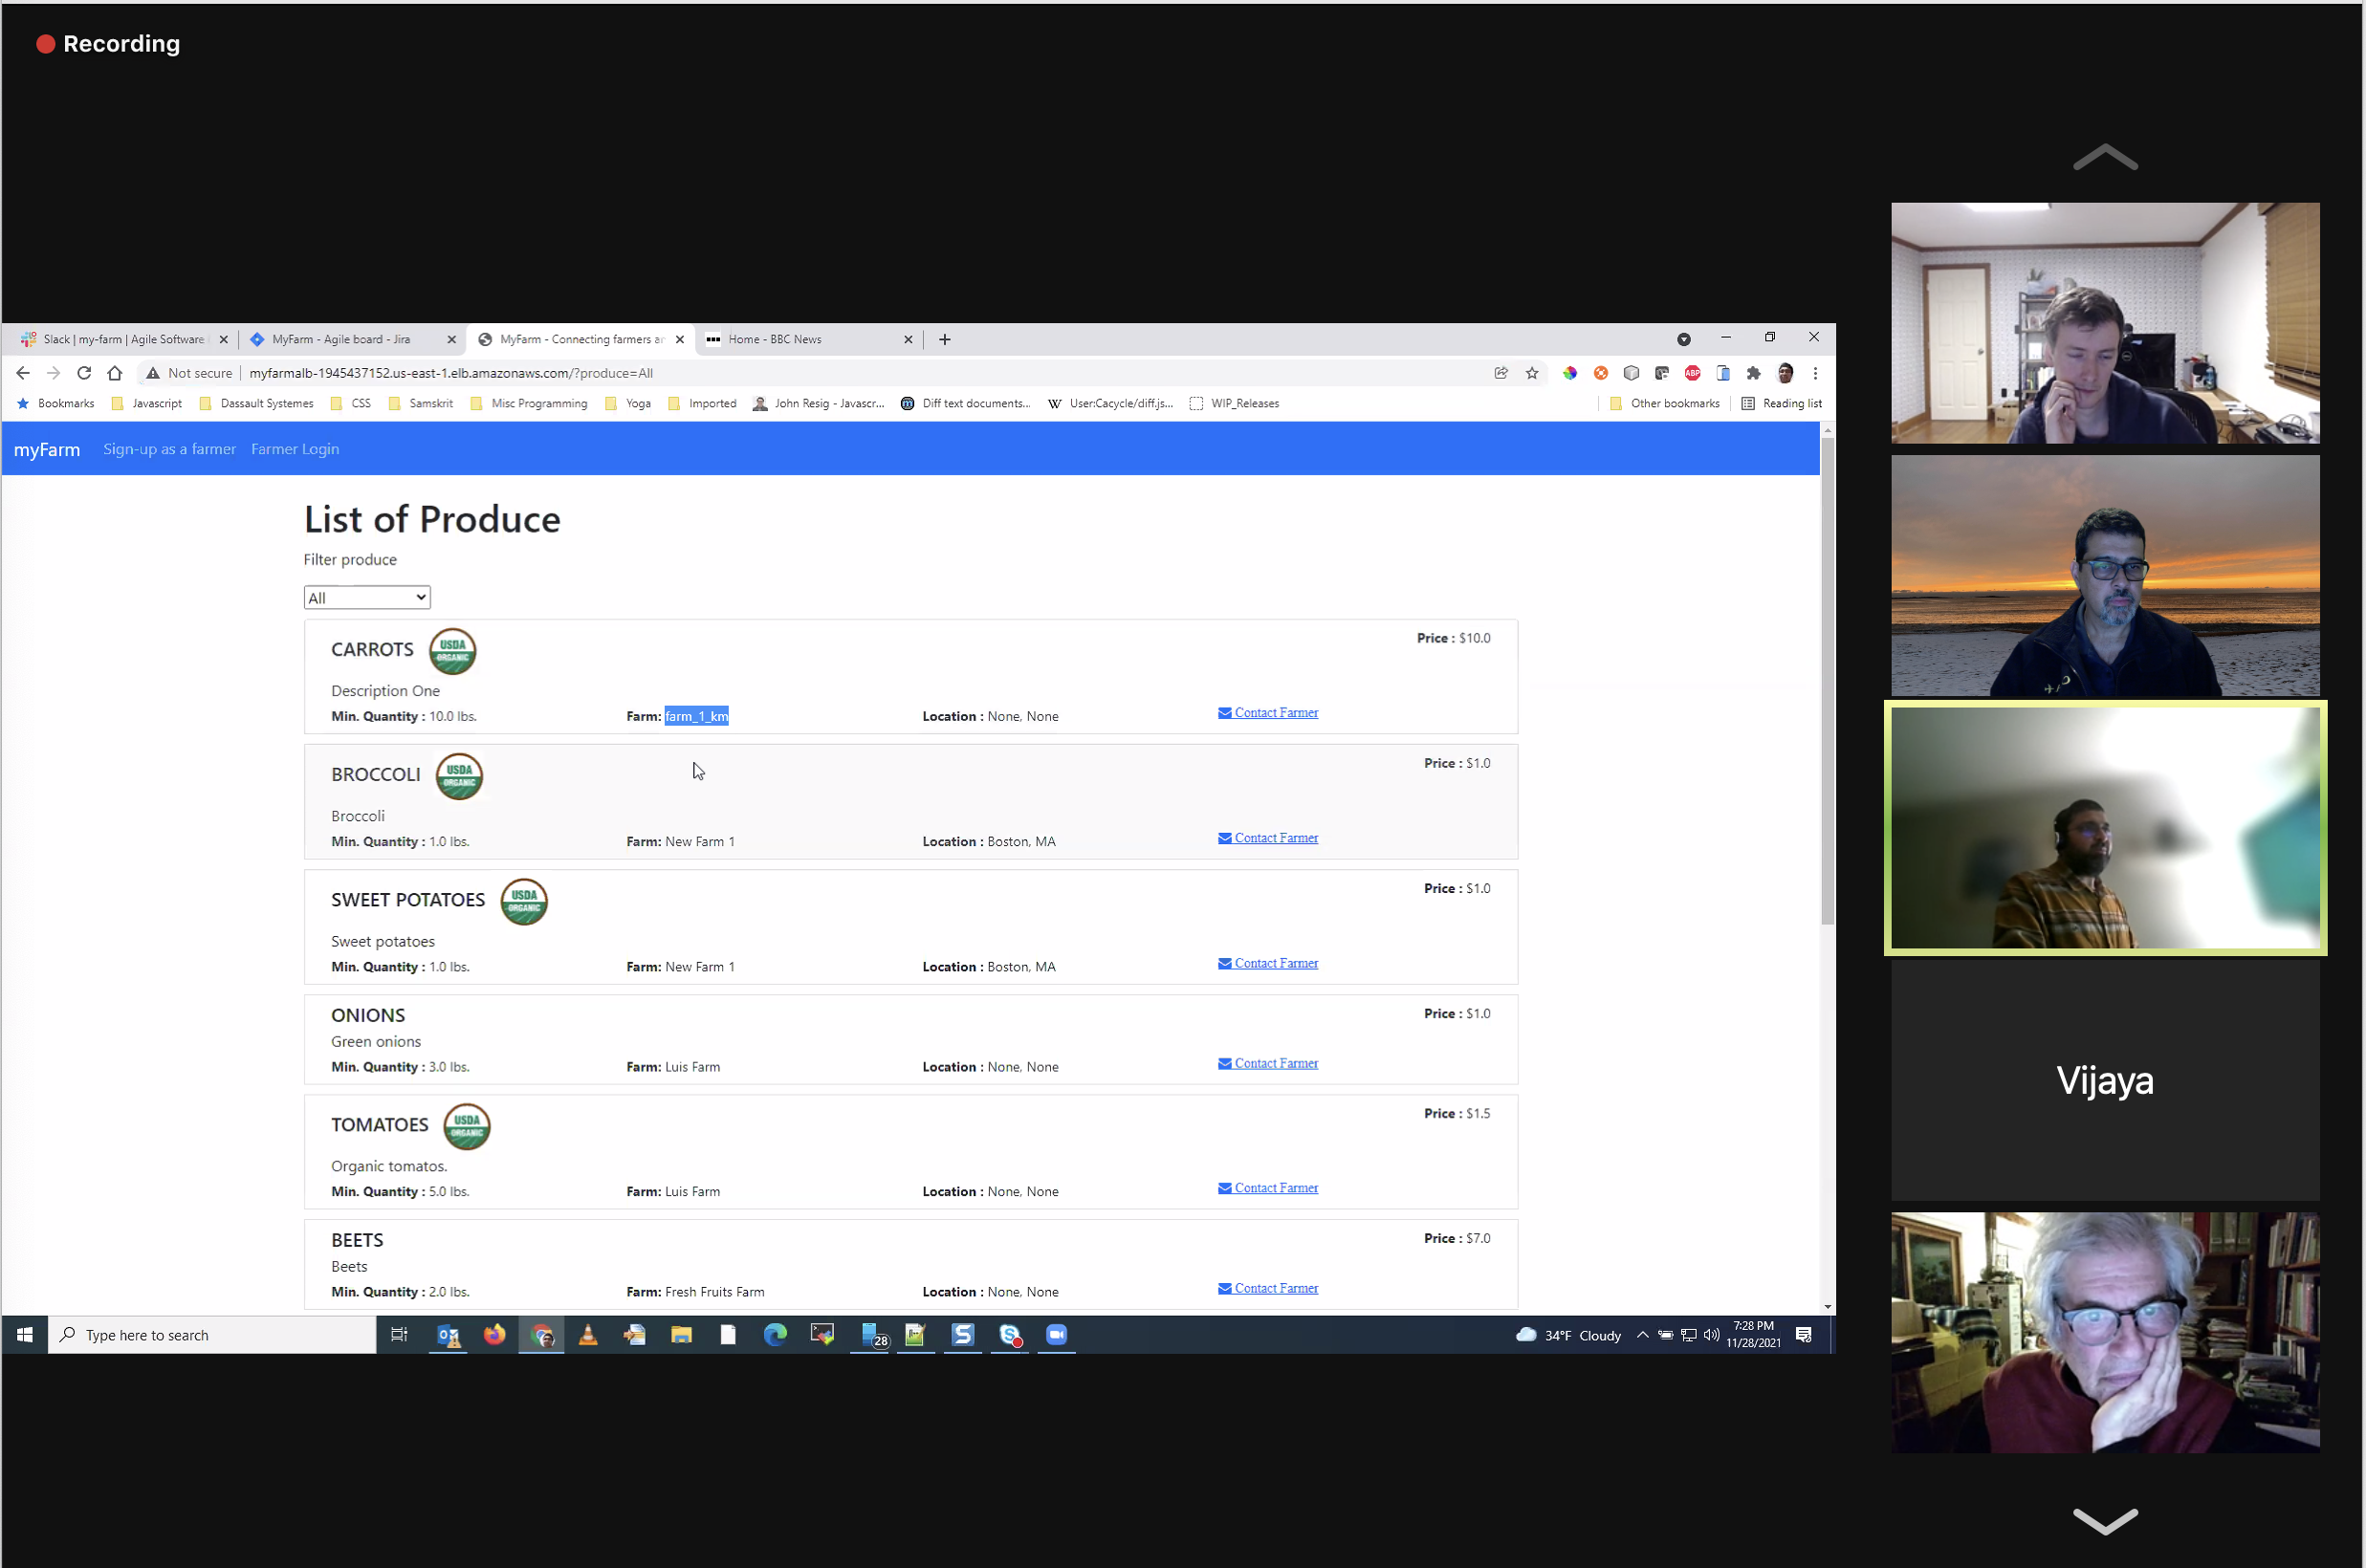 Recording
Slack | my-farm | Agile Software
MyFarm - Agile board - Jira
MyFarm - Connecting farmers ar
Home - BBC News
Not secure
myfarmalb-1945437152.us-east-1.elb.amazonaws.com/?produce=All
ABP
Bookmarks
Javascript
Dassault Systemes
CSS
Samskrit
Misc Programming
Yoga
Imported
John Resig - Javascr...
Diff text documents...
W User:Cacycle/diff.js...
WIP_Releases
Other bookmarks
Reading list
myFarm
Sign-up as a farmer
Farmer Login
List of Produce
Filter produce
All
CARROTS
USDA ORGANIC
Price : $10.0
Description One
Min. Quantity : 10.0 lbs.
Farm: farm_1_km
Location : None, None
Contact Farmer
BROCCOLI
USDA ORGANIC
Price : $1.0
Broccoli
Min. Quantity : 1.0 lbs.
Farm: New Farm 1
Location : Boston, MA
Contact Farmer
SWEET POTATOES
USDA ORGANIC
Price : $1.0
Sweet potatoes
Min. Quantity : 1.0 lbs.
Farm: New Farm 1
Location : Boston, MA
Contact Farmer
ONIONS
Price : $1.0
Green onions
Min. Quantity : 3.0 lbs.
Farm: Luis Farm
Location : None, None
Contact Farmer
TOMATOES
USDA ORGANIC
Price : $1.5
Organic tomatos.
Min. Quantity : 5.0 lbs.
Farm: Luis Farm
Location : None, None
Contact Farmer
BEETS
Price : $7.0
Beets
Min. Quantity : 2.0 lbs.
Farm: Fresh Fruits Farm
Location : None, None
Contact Farmer
Type here to search
28
34°F Cloudy
7:28 PM
11/28/2021
Vijaya